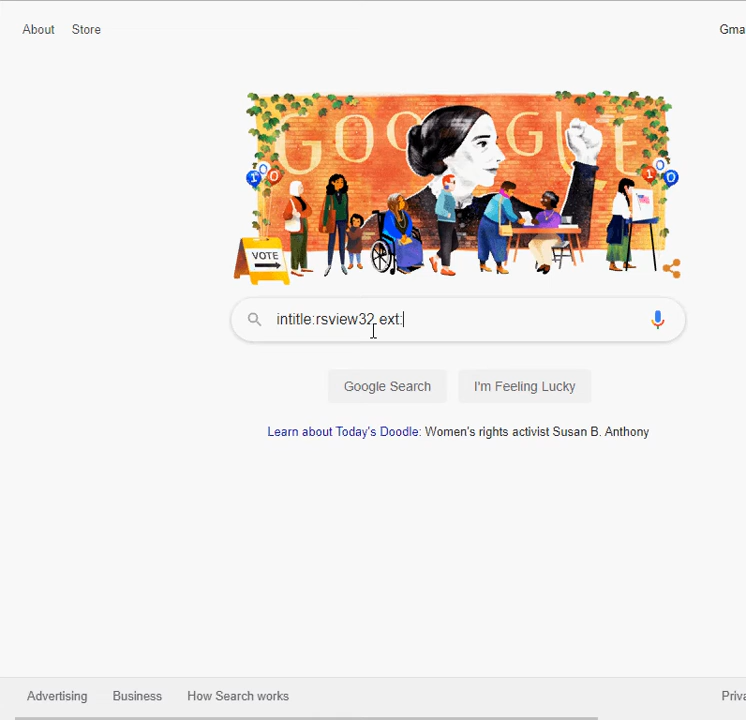 About Store
Gma
GOOGLE
VOTE
intitle:rsview32 ext:
Google Search I'm Feeling Lucky
Learn about Today's Doodle: Women's rights activist Susan B. Anthony
Advertising Business How Search works
Priva